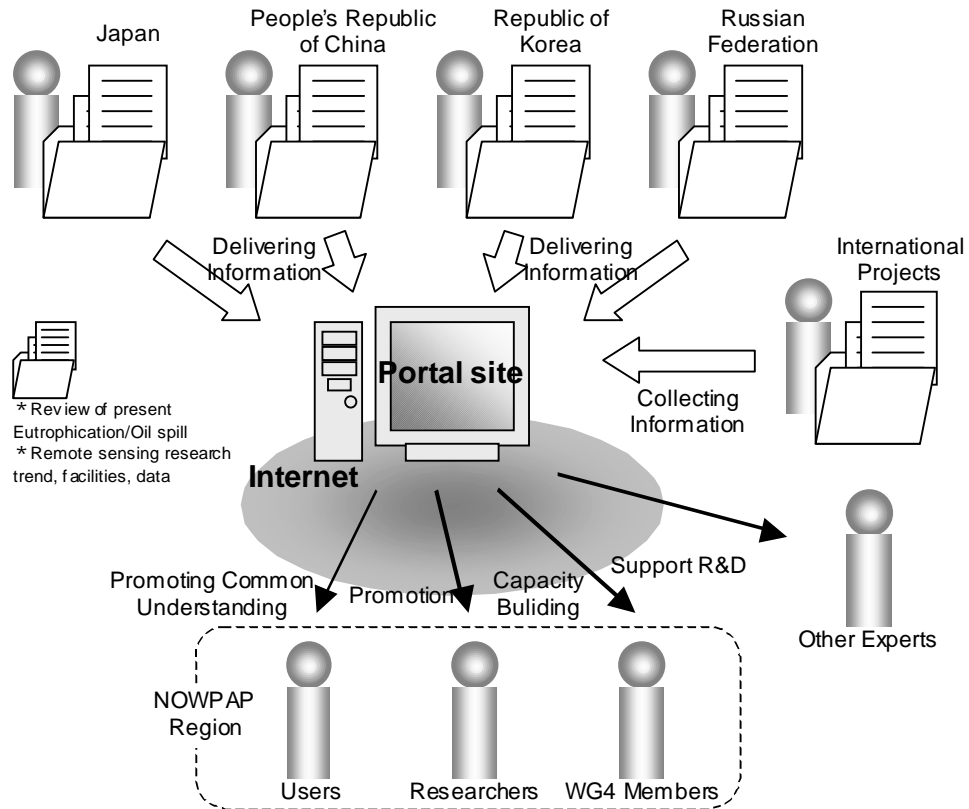 Japan
People's Republic
of China
Republic of
Korea
Russian
Federation
Delivering
Information
Delivering
Information
International
Projects
Portal site
Collecting
Information
* Review of present
Eutrophication/Oil spill
* Remote sensing research
trend, facilities, data
Internet
Promoting Common
Understanding
Promotion
Capacity
Buliding
Support R&D
Other Experts
NOWPAP
Region
Users
Researchers
WG4 Members